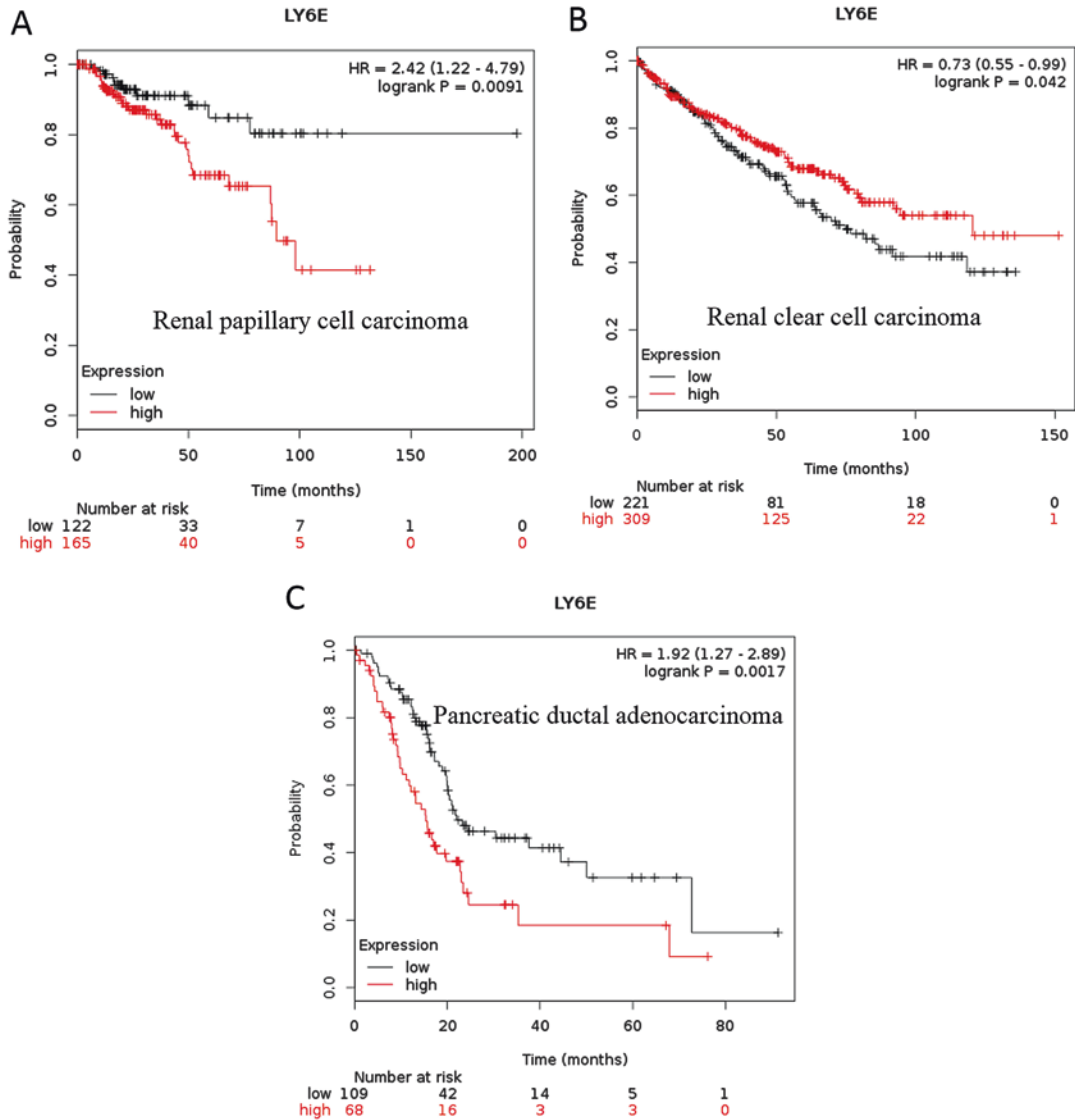 A
LY6E
HR = 2.42 (1.22 - 4.79)
logrank P = 0.0091
Probability
1.0
0.8
0.6
0.4
0.2
0.0
Renal papillary cell carcinoma
Expression
low
high
0 50 100 150 200
Time (months)
Number at risk
low 122 33 7 1 0
high 165 40 5 0 0
B
LY6E
HR = 0.73 (0.55 - 0.99)
logrank P = 0.042
Probability
1.0
0.8
0.6
0.4
0.2
0.0
Renal clear cell carcinoma
Expression
low
high
0 50 100 150
Time (months)
Number at risk
low 221 81 18 0
high 309 125 22 1
C
LY6E
HR = 1.92 (1.27 - 2.89)
logrank P = 0.0017
Pancreatic ductal adenocarcinoma
Probability
1.0
0.8
0.6
0.4
0.2
0.0
Expression
low
high
0 20 40 60 80
Time (months)
Number at risk
low 109 42 14 5 1
high 68 16 3 3 0